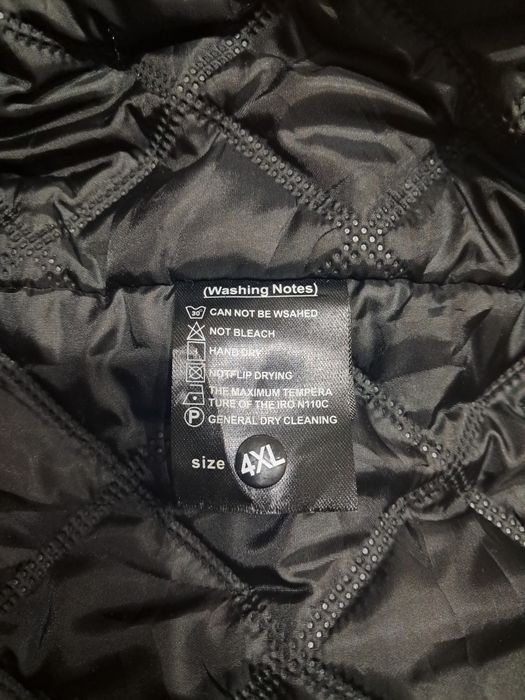 (Washing Notes)
30 CAN NOT BE WSAHED
NOT BLEACH
HAND DRY
NOTFLIP DRYING
THE MAXIMUM TEMPERA
TURE OF THE IRO N110C
P GENERAL DRY CLEANING
size 4XL